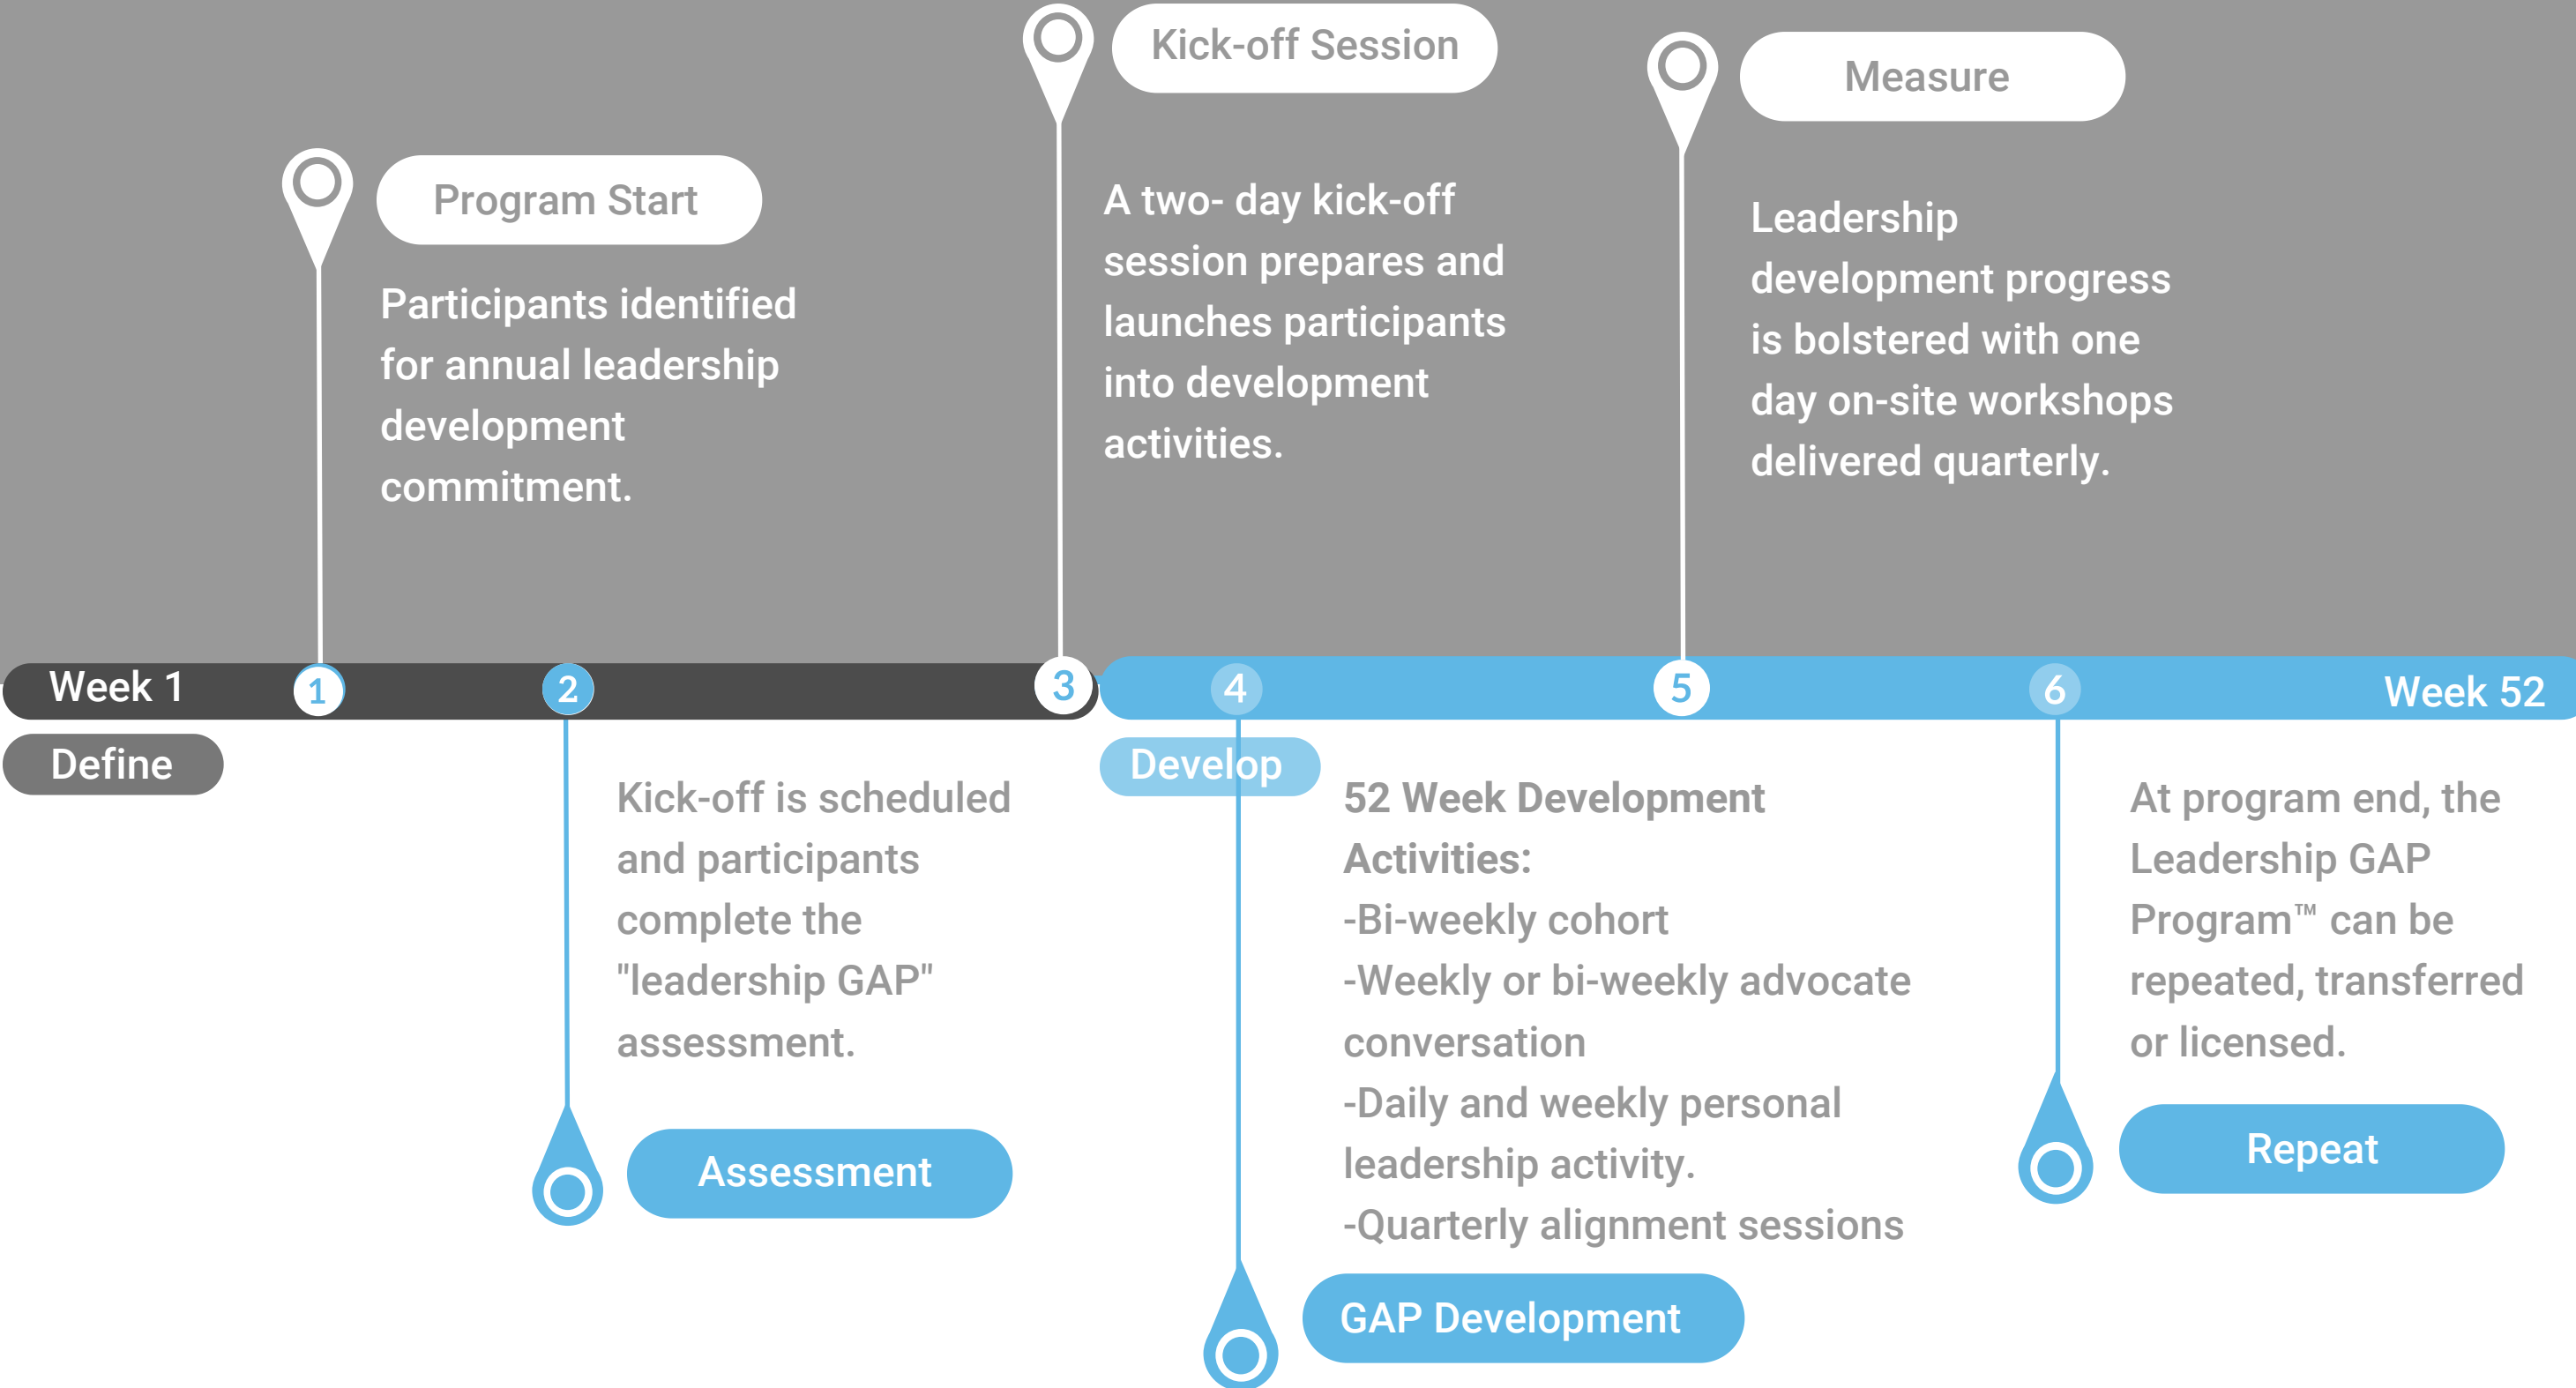 Program Start
Participants identified
for annual leadership
development
commitment.
Kick-off Session
A two- day kick-off
session prepares and
launches participants
into development
activities.
Measure
Leadership
development progress
is bolstered with one
day on-site workshops
delivered quarterly.
Week 1
1
2
3
4
5
6
Week 52
Define
Develop
Kick-off is scheduled
and participants
complete the
"leadership GAP"
assessment.
Assessment
52 Week Development
Activities:
-Bi-weekly cohort
-Weekly or bi-weekly advocate
conversation
-Daily and weekly personal
leadership activity.
-Quarterly alignment sessions
GAP Development
At program end, the
Leadership GAP
Program™ can be
repeated, transferred
or licensed.
Repeat